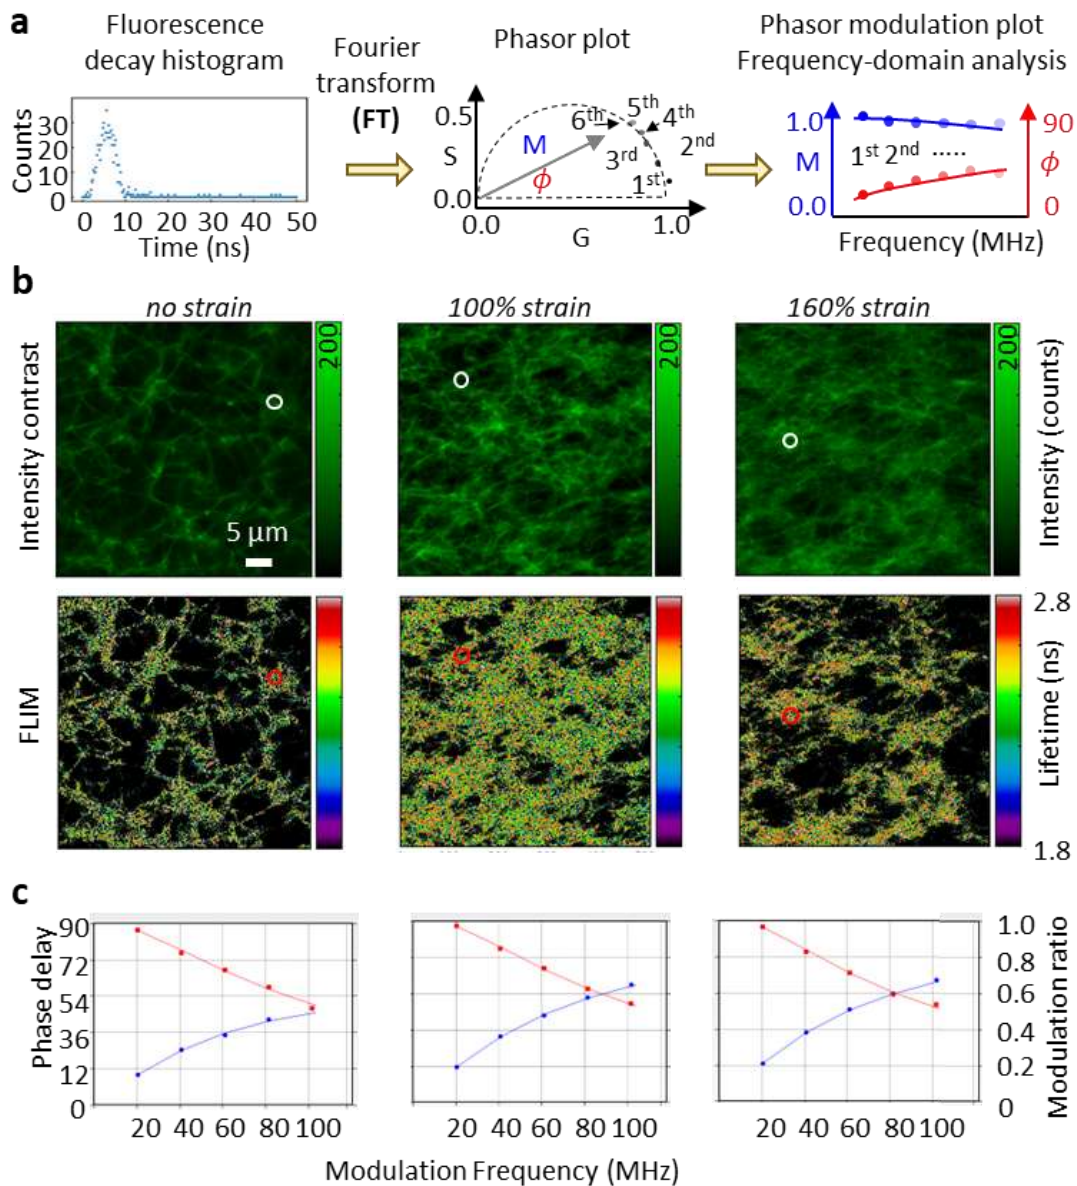 a
Fluorescence
decay histogram
Counts
30
20
10
0
0 10 20 30 40 50
Time (ns)
Fourier
transform
(FT)
Phasor plot
0.5
S
0.0
M
ϕ
6th
5th
4th
3rd
2nd
1st
0.0
1.0
G
Phasor modulation plot
Frequency-domain analysis
1.0
M
0.0
1st 2nd .....
90
ϕ
0
Frequency (MHz)
b
no strain
100% strain
160% strain
Intensity contrast
5 μm
200
200
200
Intensity (counts)
FLIM
2.8
Lifetime (ns)
1.8
c
Phase delay
90
72
54
36
12
0
1.0
0.8
0.6
0.4
0.2
0
Modulation ratio
20 40 60 80 100
20 40 60 80 100
20 40 60 80 100
Modulation Frequency (MHz)